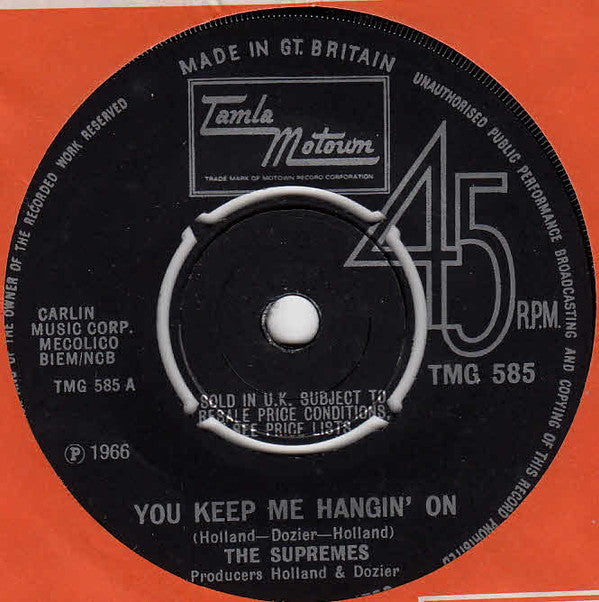 MADE IN GT. BRITAIN
UNAUTHORISED PUBLIC PERFORMANCE BROADCASTING AND COPYING OF THIS RECORD PROHIBITED
OF THE OWNER OF THE RECORDED WORK RESERVED
Tamla
Motown
TRADE MARK OF MOTOWN RECORD CORPORATION
45
R.P.M.
TMG 585
CARLIN
MUSIC CORP.
MECOLICO
BIEM/NCB
TMG 585 A
SOLD IN U.K. SUBJECT TO
RESALE PRICE CONDITIONS,
SEE PRICE LISTS
Ⓟ 1966
YOU KEEP ME HANGIN' ON
(Holland—Dozier—Holland)
THE SUPREMES
Producers Holland & Dozier